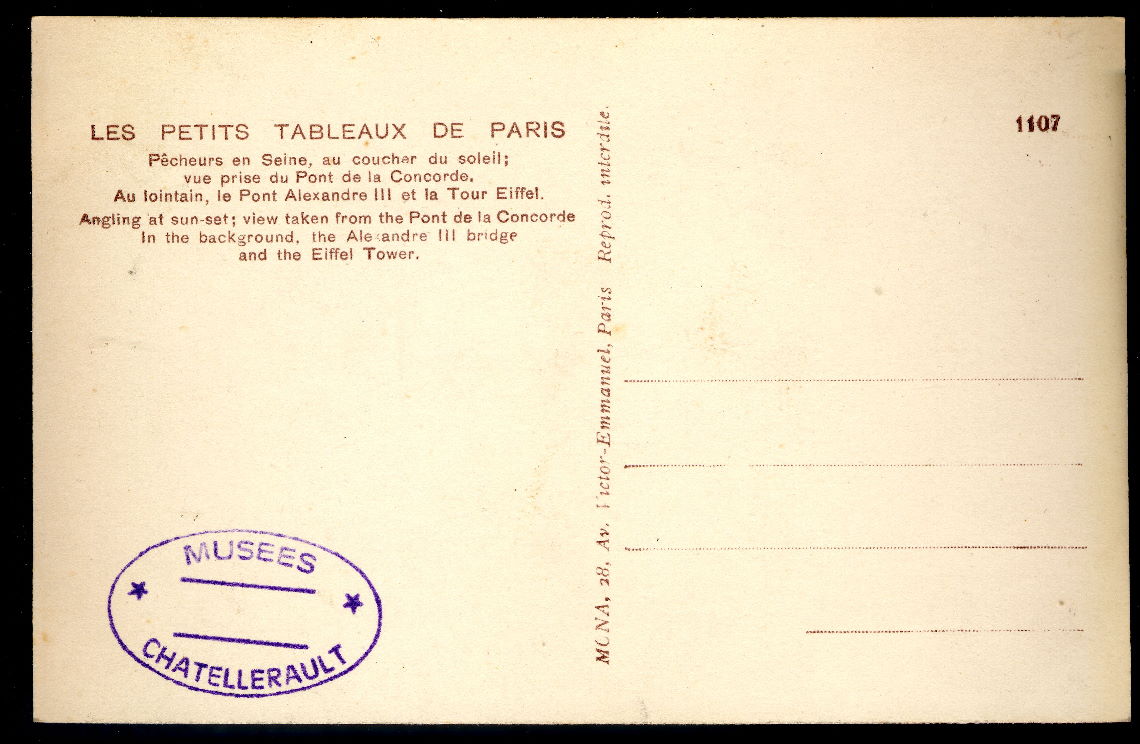 LES PETITS TABLEAUX DE PARIS
Pêcheurs en Seine, au coucher du soleil;
vue prise du Pont de la Concorde.
Au lointain, le Pont Alexandre III et la Tour Eiffel.
Angling at sun-set; view taken from the Pont de la Concorde
In the background, the Alexandre III bridge
and the Eiffel Tower.
MCNA, 28, Av. Victor-Emmanuel, Paris Reprod. interdite.
1107
MUSEES
CHATELLERAULT